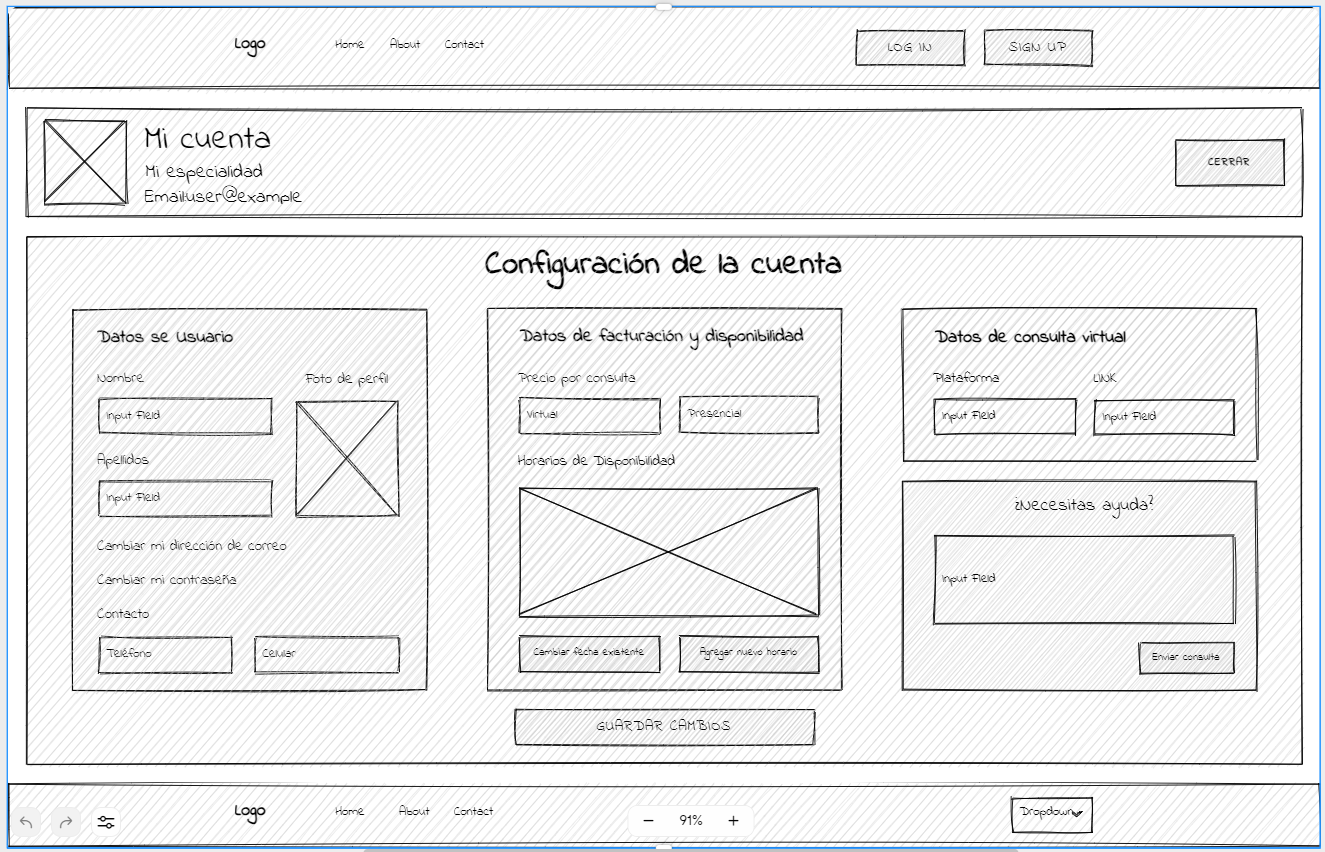 Logo Home About Contact LOG IN SIGN UP
Mi cuenta
Mi especialidad
Email:user@example
CERRAR
Configuración de la cuenta
Datos se Usuario
Nombre Foto de perfil
Input Field
Apellidos
Input Field
Cambiar mi dirección de correo
Cambiar mi contraseña
Contacto
Teléfono Celular
Datos de facturación y disponibilidad
Precio por consulta
Virtual Presencial
Horarios de Disponibilidad
Cambiar fecha existente Agregar nuevo horario
Datos de consulta virtual
Plataforma LINK
Input Field Input Field
¿Necesitas ayuda?
Input Field
Enviar consulta
GUARDAR CAMBIOS
Logo Home About Contact Dropdown
91%